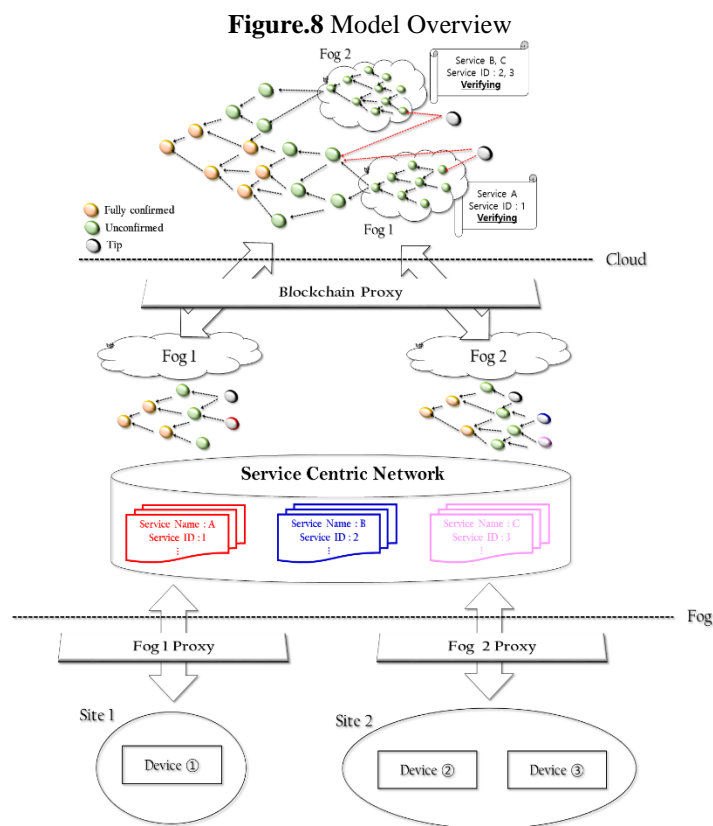 Figure.8 Model Overview
Fog 2
Service B, C
Service ID : 2, 3
Verifying
Service A
Service ID : 1
Verifying
Fog 1
Fully confirmed
Unconfirmed
Tip
Cloud
Blockchain Proxy
Fog 1
Fog 2
Service Centric Network
Service Name : A
Service ID : 1
⋮
Service Name : B
Service ID : 2
⋮
Service Name : C
Service ID : 3
⋮
Fog
Fog 1 Proxy
Fog 2 Proxy
Site 1
Site 2
Device ①
Device ②
Device ③